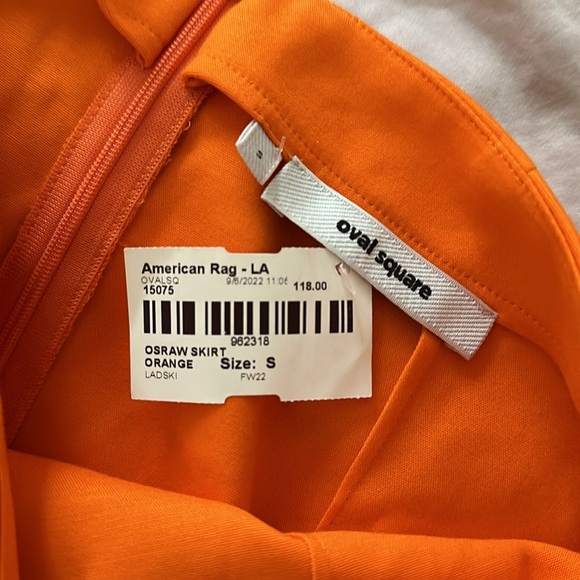 American Rag - LA
OVALSQ 9/6/2022 11:06
15075 118.00
962318
OSRAW SKIRT
ORANGE Size: S
LADSKI FW22
oval square